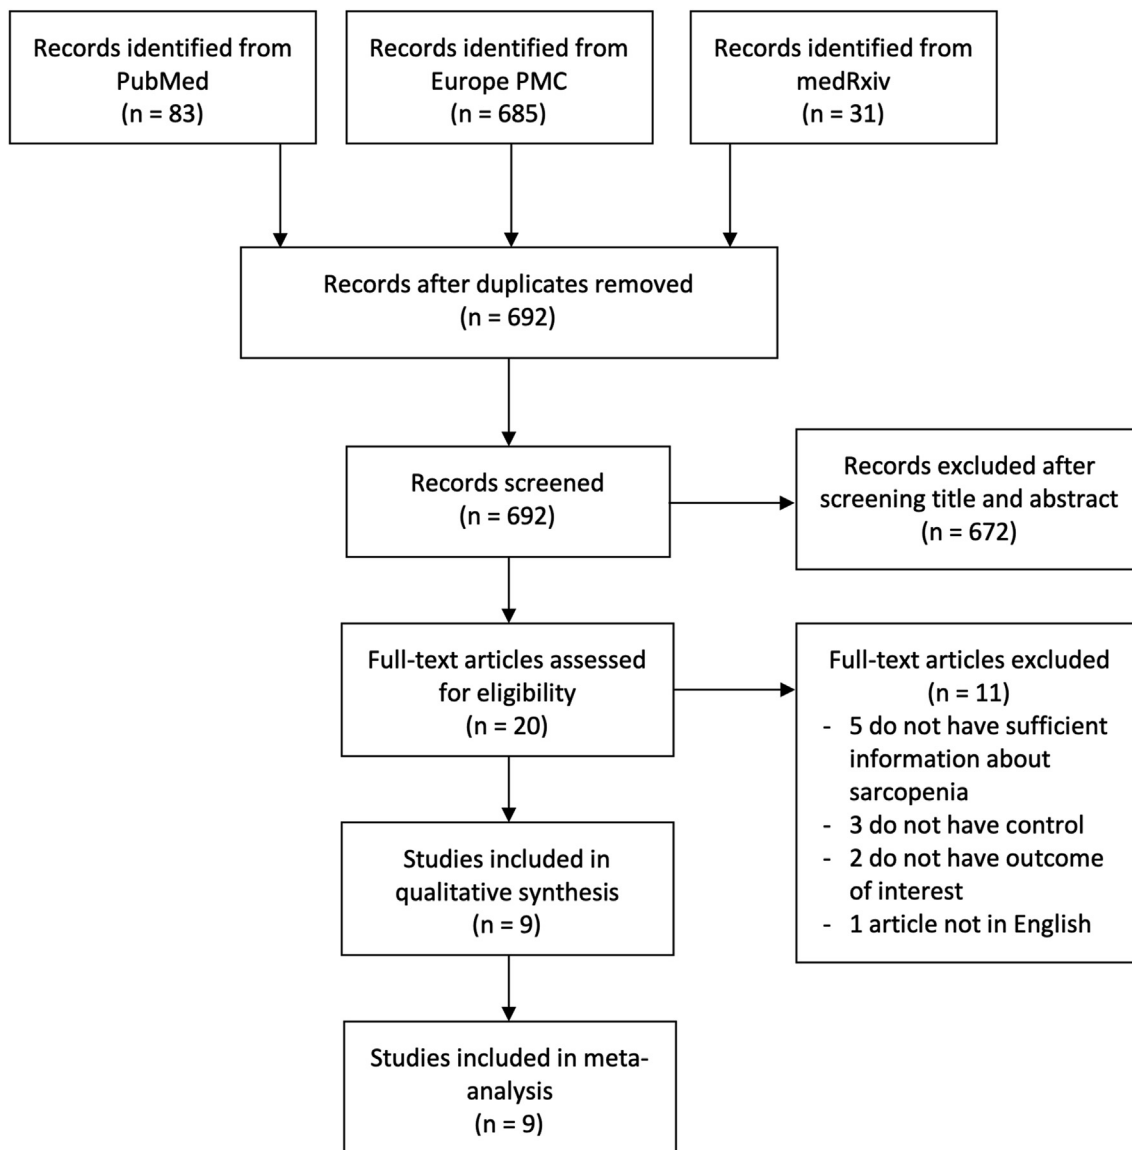 Records identified from
PubMed
(n = 83)
Records identified from
Europe PMC
(n = 685)
Records identified from
medRxiv
(n = 31)
Records after duplicates removed
(n = 692)
Records screened
(n = 692)
Records excluded after
screening title and abstract
(n = 672)
Full-text articles assessed
for eligibility
(n = 20)
Full-text articles excluded
(n = 11)
- 5 do not have sufficient
information about
sarcopenia
- 3 do not have control
- 2 do not have outcome
of interest
- 1 article not in English
Studies included in
qualitative synthesis
(n = 9)
Studies included in meta-
analysis
(n = 9)